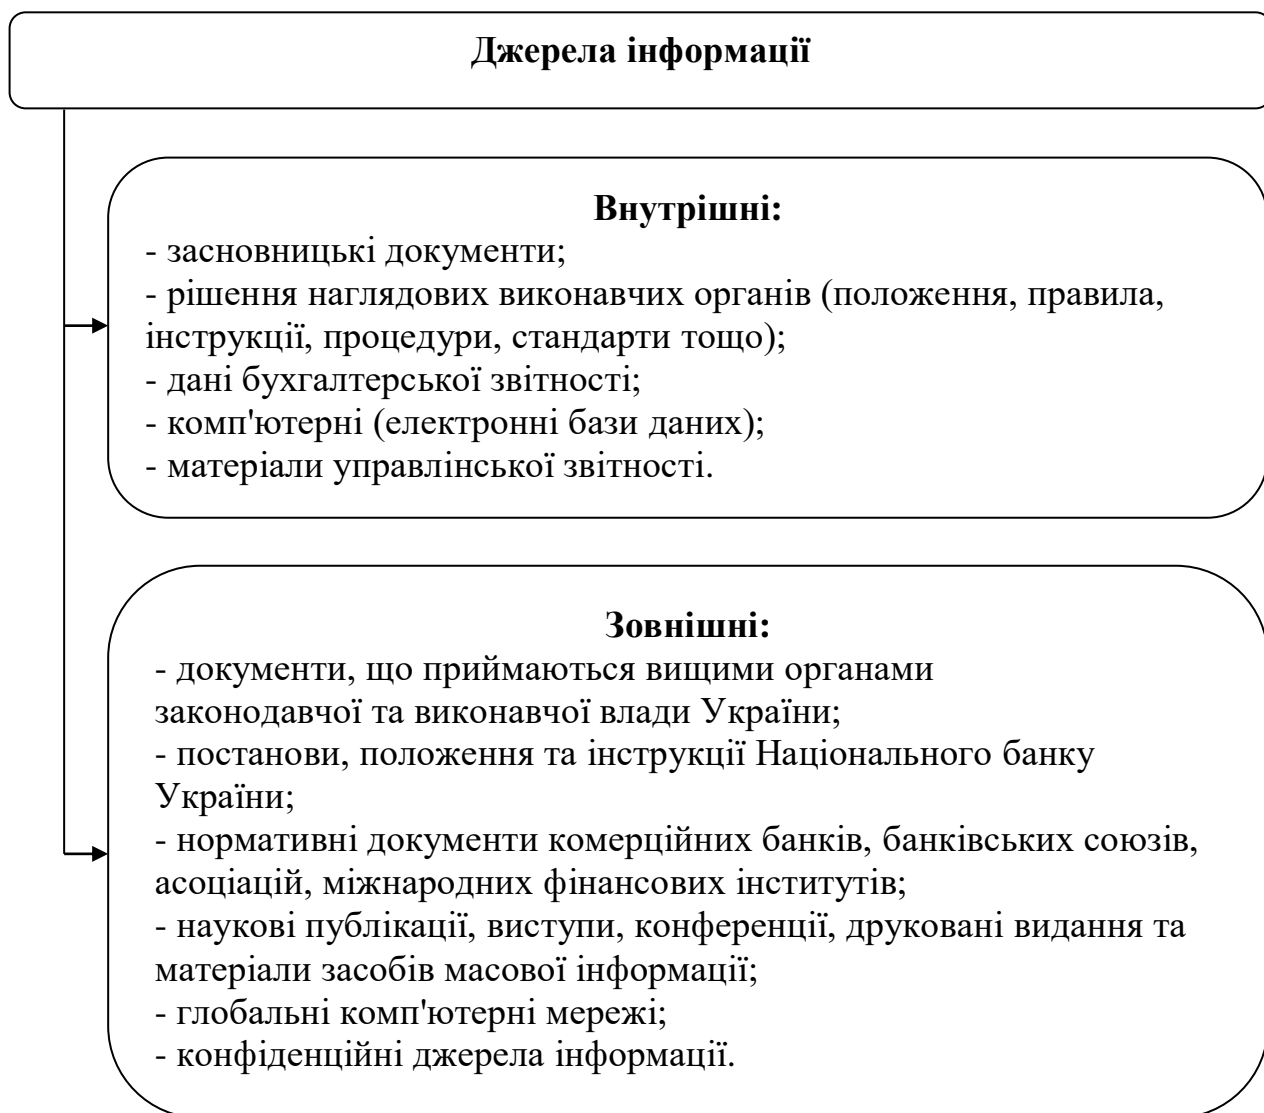 Джерела інформації
Внутрішні:
- засновницькі документи;
- рішення наглядових виконавчих органів (положення, правила,
інструкції, процедури, стандарти тощо);
- дані бухгалтерської звітності;
- комп'ютерні (електронні бази даних);
- матеріали управлінської звітності.
Зовнішні:
- документи, що приймаються вищими органами
законодавчої та виконавчої влади України;
- постанови, положення та інструкції Національного банку
України;
- нормативні документи комерційних банків, банківських союзів,
асоціацій, міжнародних фінансових інститутів;
- наукові публікації, виступи, конференції, друковані видання та
матеріали засобів масової інформації;
- глобальні комп'ютерні мережі;
- конфіденційні джерела інформації.